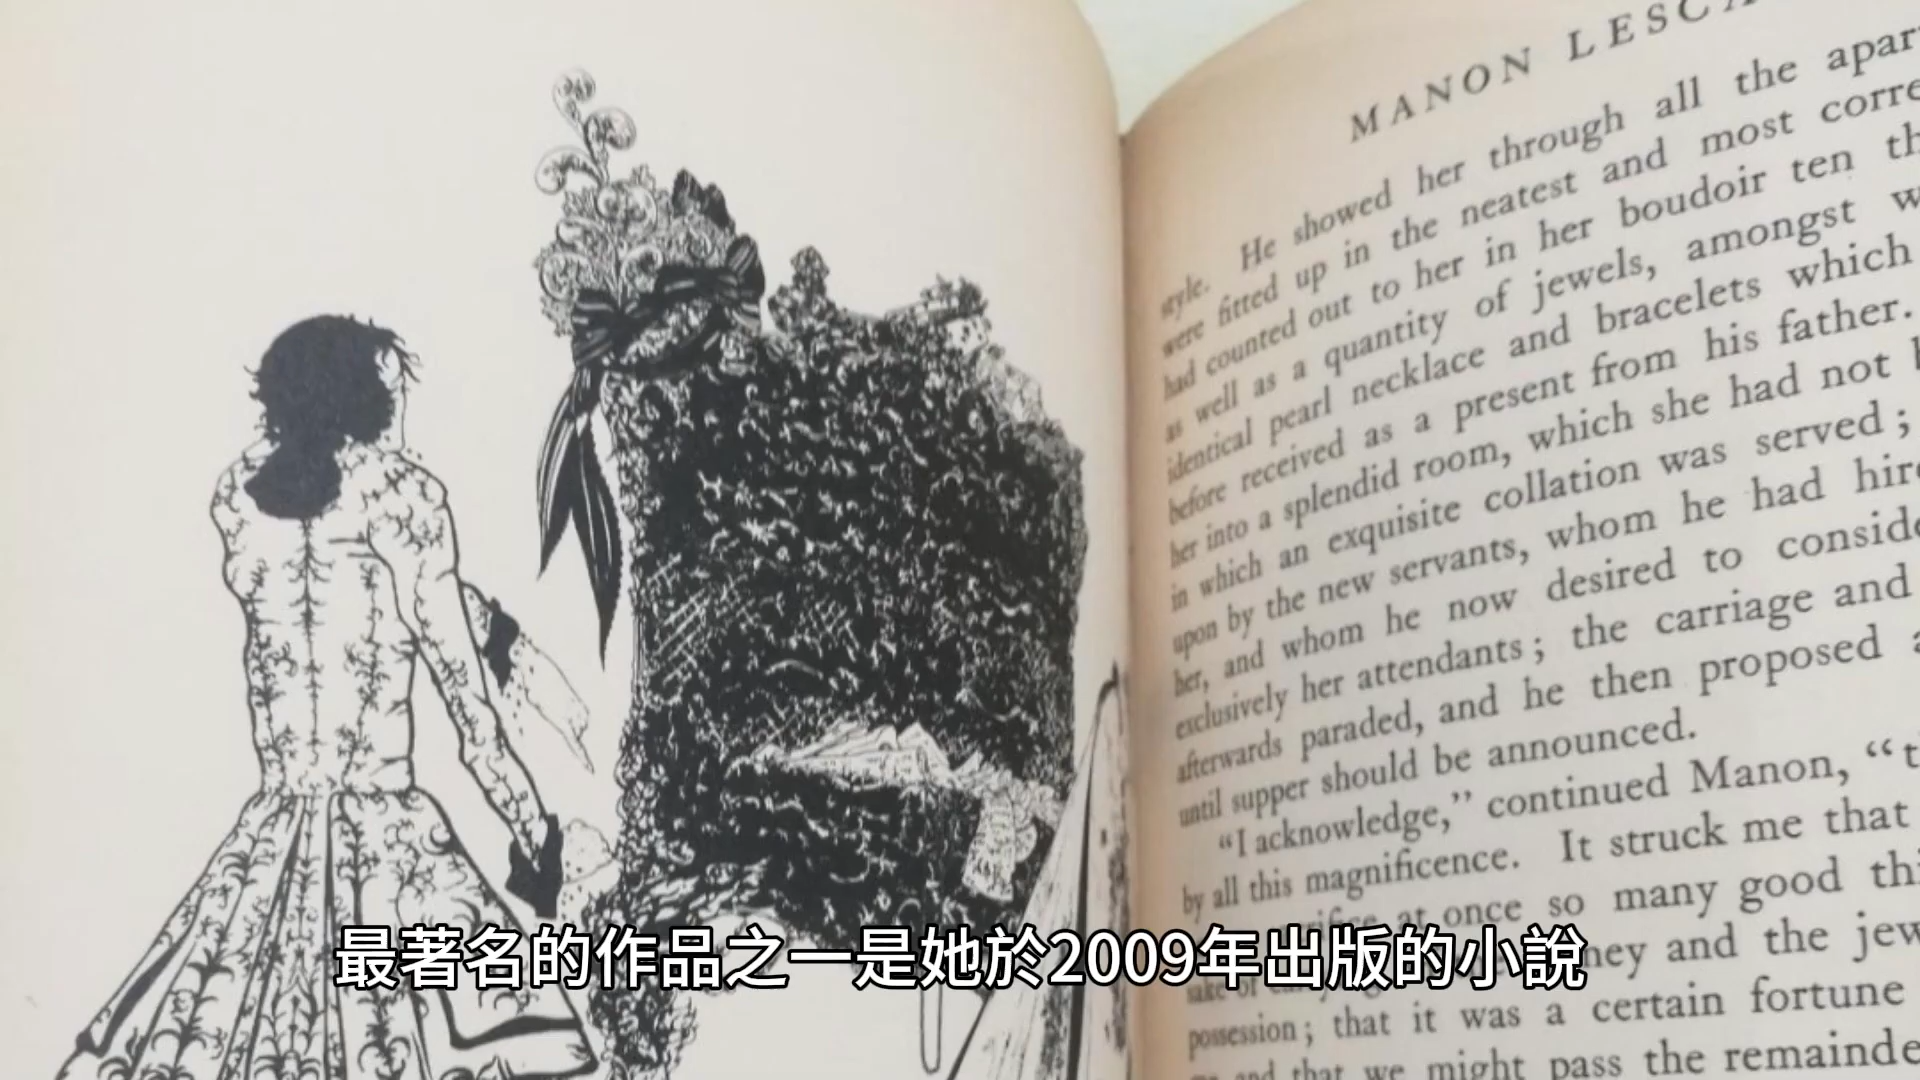 MANON LESCA
style. He showed her through all the apar
were fitted up in the neatest and most corre
had counted out to her in her boudoir ten th
as well as a quantity of jewels, amongst w
identical pearl necklace and bracelets which
before received as a present from his father.
her into a splendid room, which she had not
in which an exquisite collation was served;
upon by the new servants, whom he had hir
her, and whom he now desired to conside
exclusively her attendants; the carriage and
afterwards paraded, and he then proposed a
until supper should be announced.
"I acknowledge," continued Manon, "t
by all this magnificence. It struck me that
at once so many good thi
ney and the jew
possession; that it was a certain fortune
and that we might pass the remainde
最著名的作品之一是她於2009年出版的小說